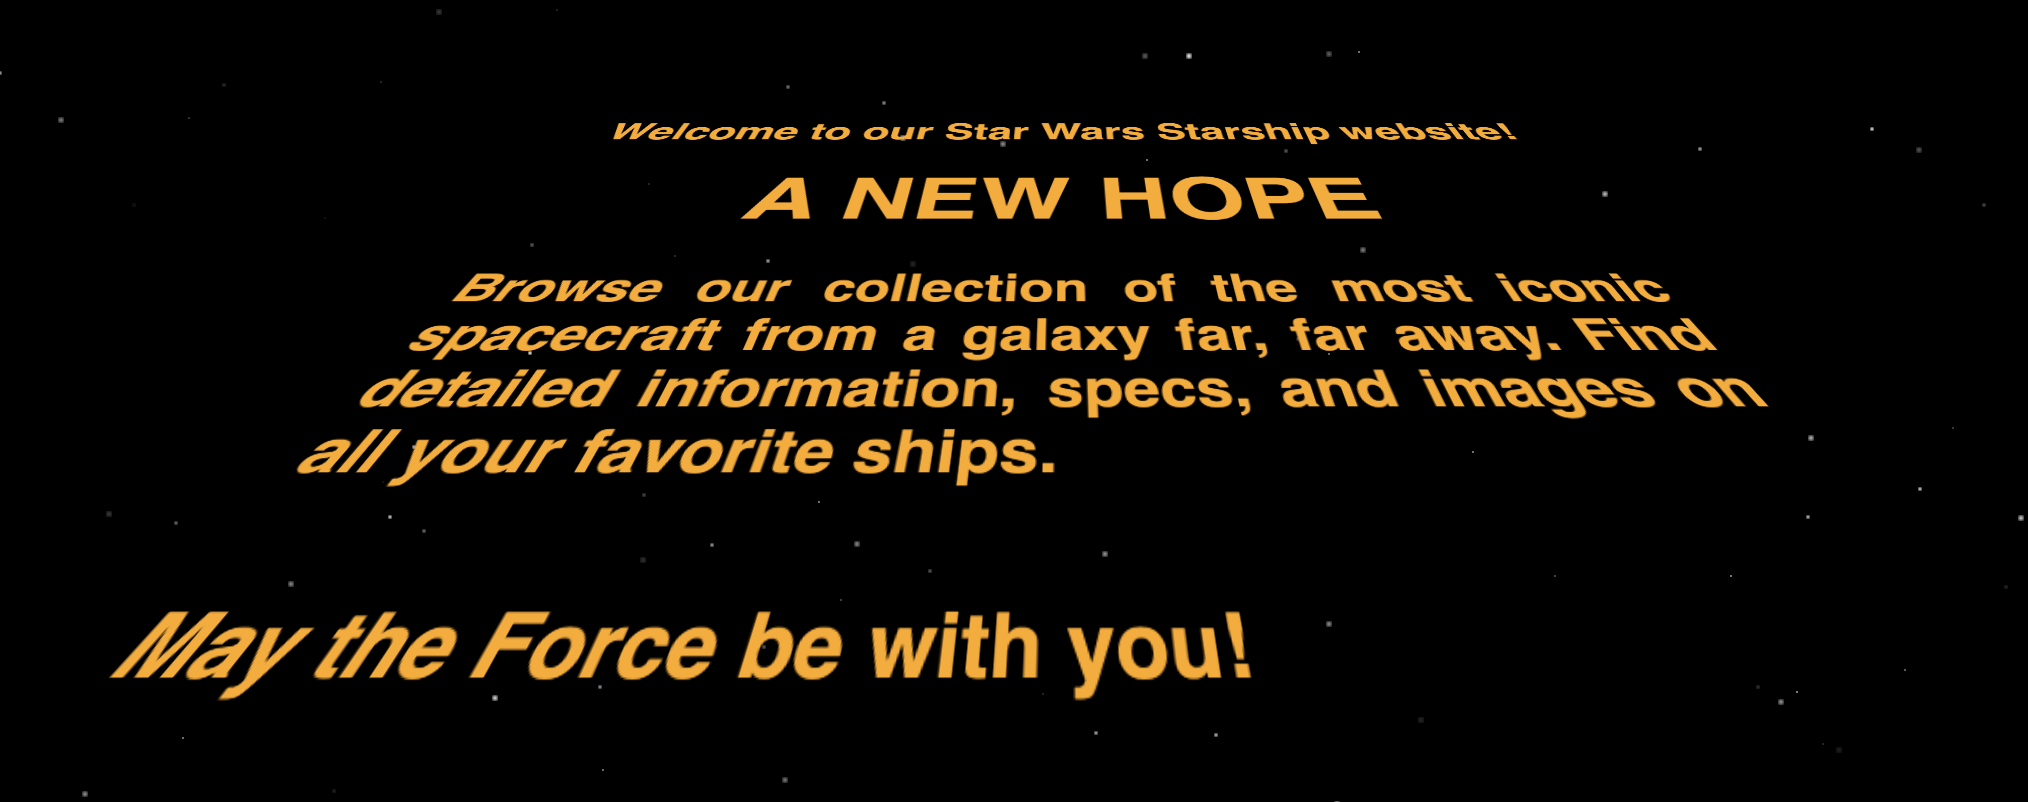 Welcome to our Star Wars Starship website!
A NEW HOPE
Browse our collection of the most iconic
spacecraft from a galaxy far, far away. Find
detailed information, specs, and images on
all your favorite ships.
May the Force be with you!